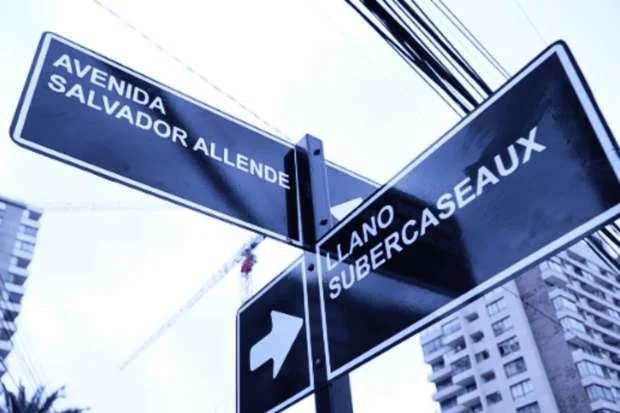 AVENIDA
SALVADOR ALLENDE
LLANO
SUBERCASEAUX